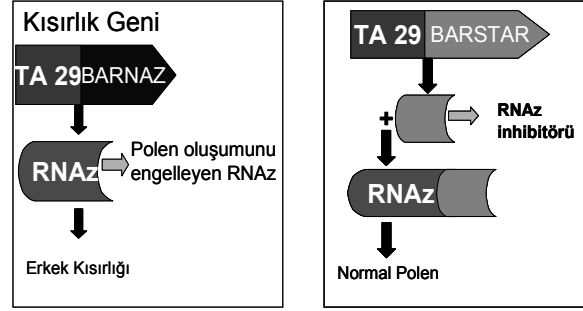 Kısırlık Geni
TA 29 BARNAZ
RNAz
Polen oluşumunu
engelleyen RNAz
Erkek Kısırlığı
TA 29 BARSTAR
+
RNAz
inhibitörü
RNAz
Normal Polen